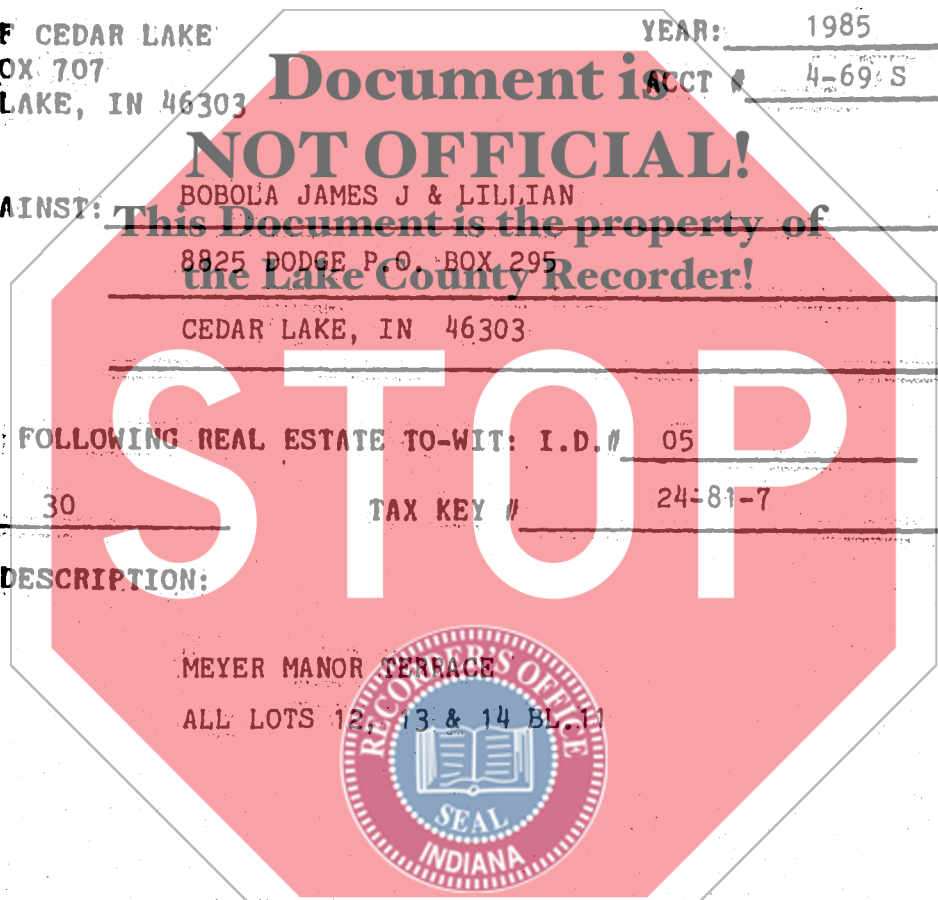 F CEDAR LAKE YEAR: 1985
OX 707 ACCT # 4-69 S
LAKE, IN 46303
Document is
NOT OFFICIAL!
AINST: BOBOLA JAMES J & LILLIAN
This Document is the property of
8825 DODGE P.O. BOX 295
the Lake County Recorder!
CEDAR LAKE, IN 46303
STOP
FOLLOWING REAL ESTATE TO-WIT: I.D.# 05
30 TAX KEY # 24-81-7
DESCRIPTION:
MEYER MANOR TERRACE
ALL LOTS 12, 13 & 14 BL.11
RECORDER'S OFFICE
SEAL
INDIANA